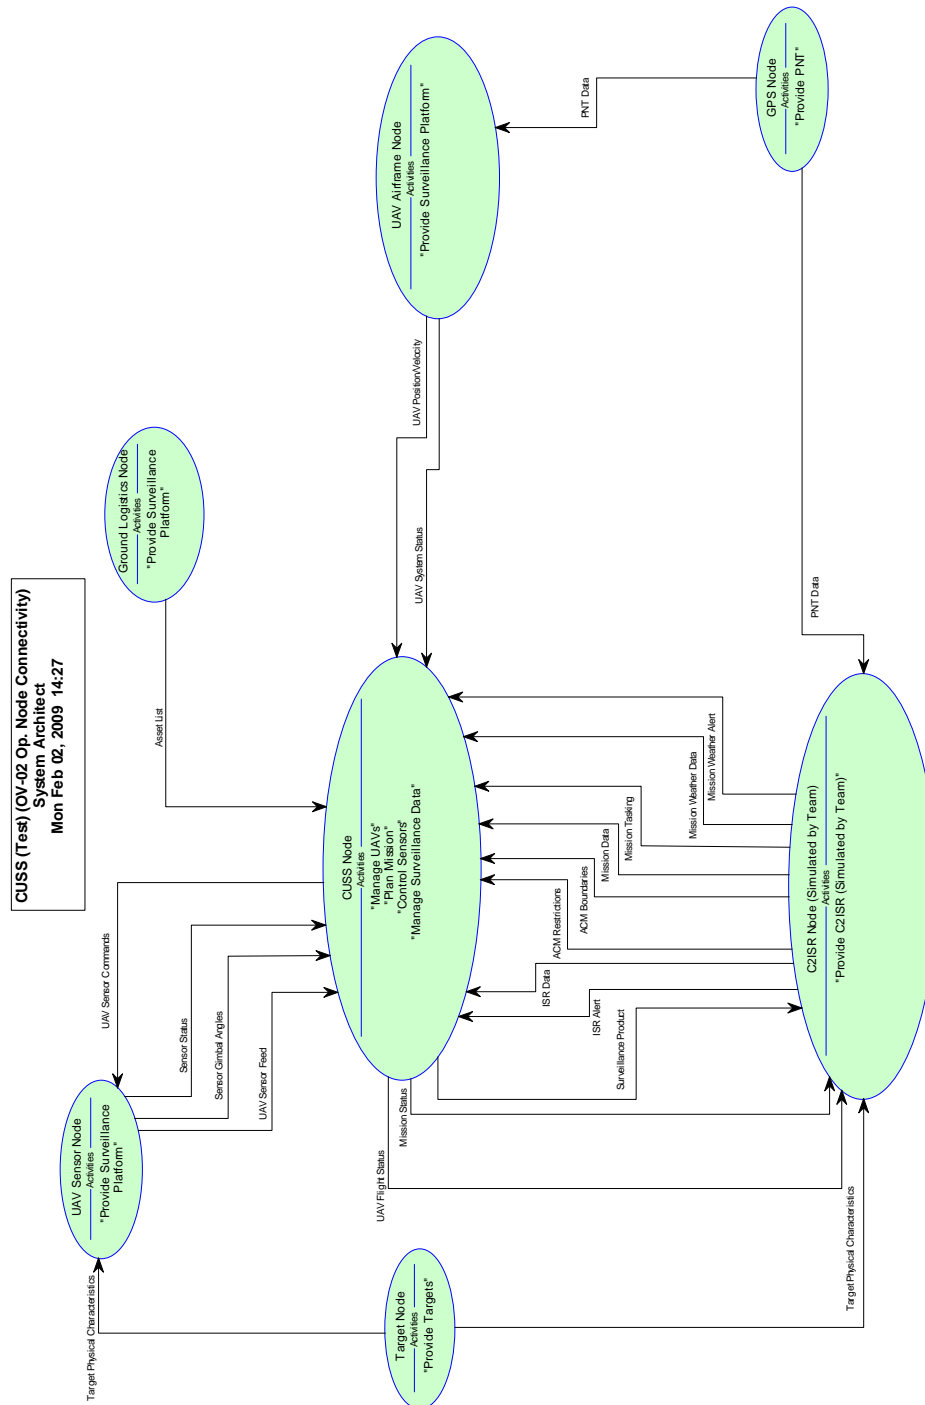 CUSS (Test) (OV-02 Op. Node Connectivity)
System Architect
Mon Feb 02, 2009 14:27
Target Physical Characteristics
UAV Sensor Node
Activities
"Provide Surveillance
Platform"
UAV Sensor Commands
Sensor Status
Sensor Gimbal Angles
UAV Sensor Feed
Asset List
Ground Logistics Node
Activities
"Provide Surveillance
Platform"
Target Node
Activities
"Provide Targets"
UAV Flight Status
Mission Status
Surveillance Product
CUSS Node
Activities
"Manage UAVs"
"Plan Mission"
"Control Sensors"
"Manage Surveillance Data"
UAV Position/Velocity
UAV System Status
UAV Airframe Node
Activities
"Provide Surveillance Platform"
PNT Data
GPS Node
Activities
"Provide PNT"
ISR Alert
ISR Data
ACM Restrictions
ACM Boundaries
Mission Data
Mission Tasking
Mission Weather Data
Mission Weather Alert
PNT Data
Target Physical Characteristics
C2ISR Node (Simulated by Team)
Activities
"Provide C2ISR (Simulated by Team)"